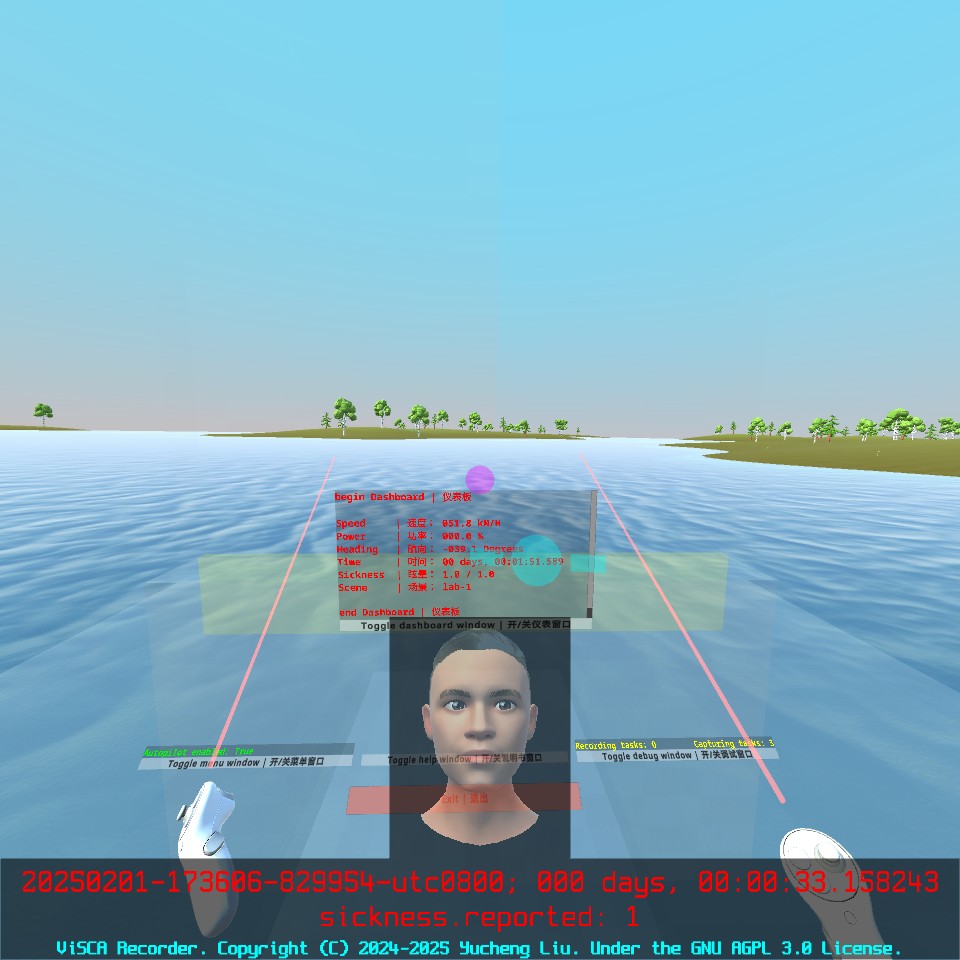 begin Dashboard | 仪表板
Speed | 速度： 051.8 kM/H
Power | 功率： 000.0 %
Heading | 航向： -039.1 Degrees
Time | 时间： 00 days, 00:01:51.589
Sickness | 眩晕： 1.0 / 1.0
Scene | 场景： lab-1
end Dashboard | 仪表板
Toggle dashboard window | 开/关仪表窗口
Autopilot enabled: True
Recording tasks: 0 Capturing tasks: 3
Toggle menu window | 开/关菜单窗口
Toggle help window | 开/关说明书窗口
Toggle debug window | 开/关调试窗口
exit | 退出
20250201-173606-829954-utc0800; 000 days, 00:00:33.158243
sickness.reported: 1
ViSCA Recorder. Copyright (C) 2024-2025 Yucheng Liu. Under the GNU AGPL 3.0 License.